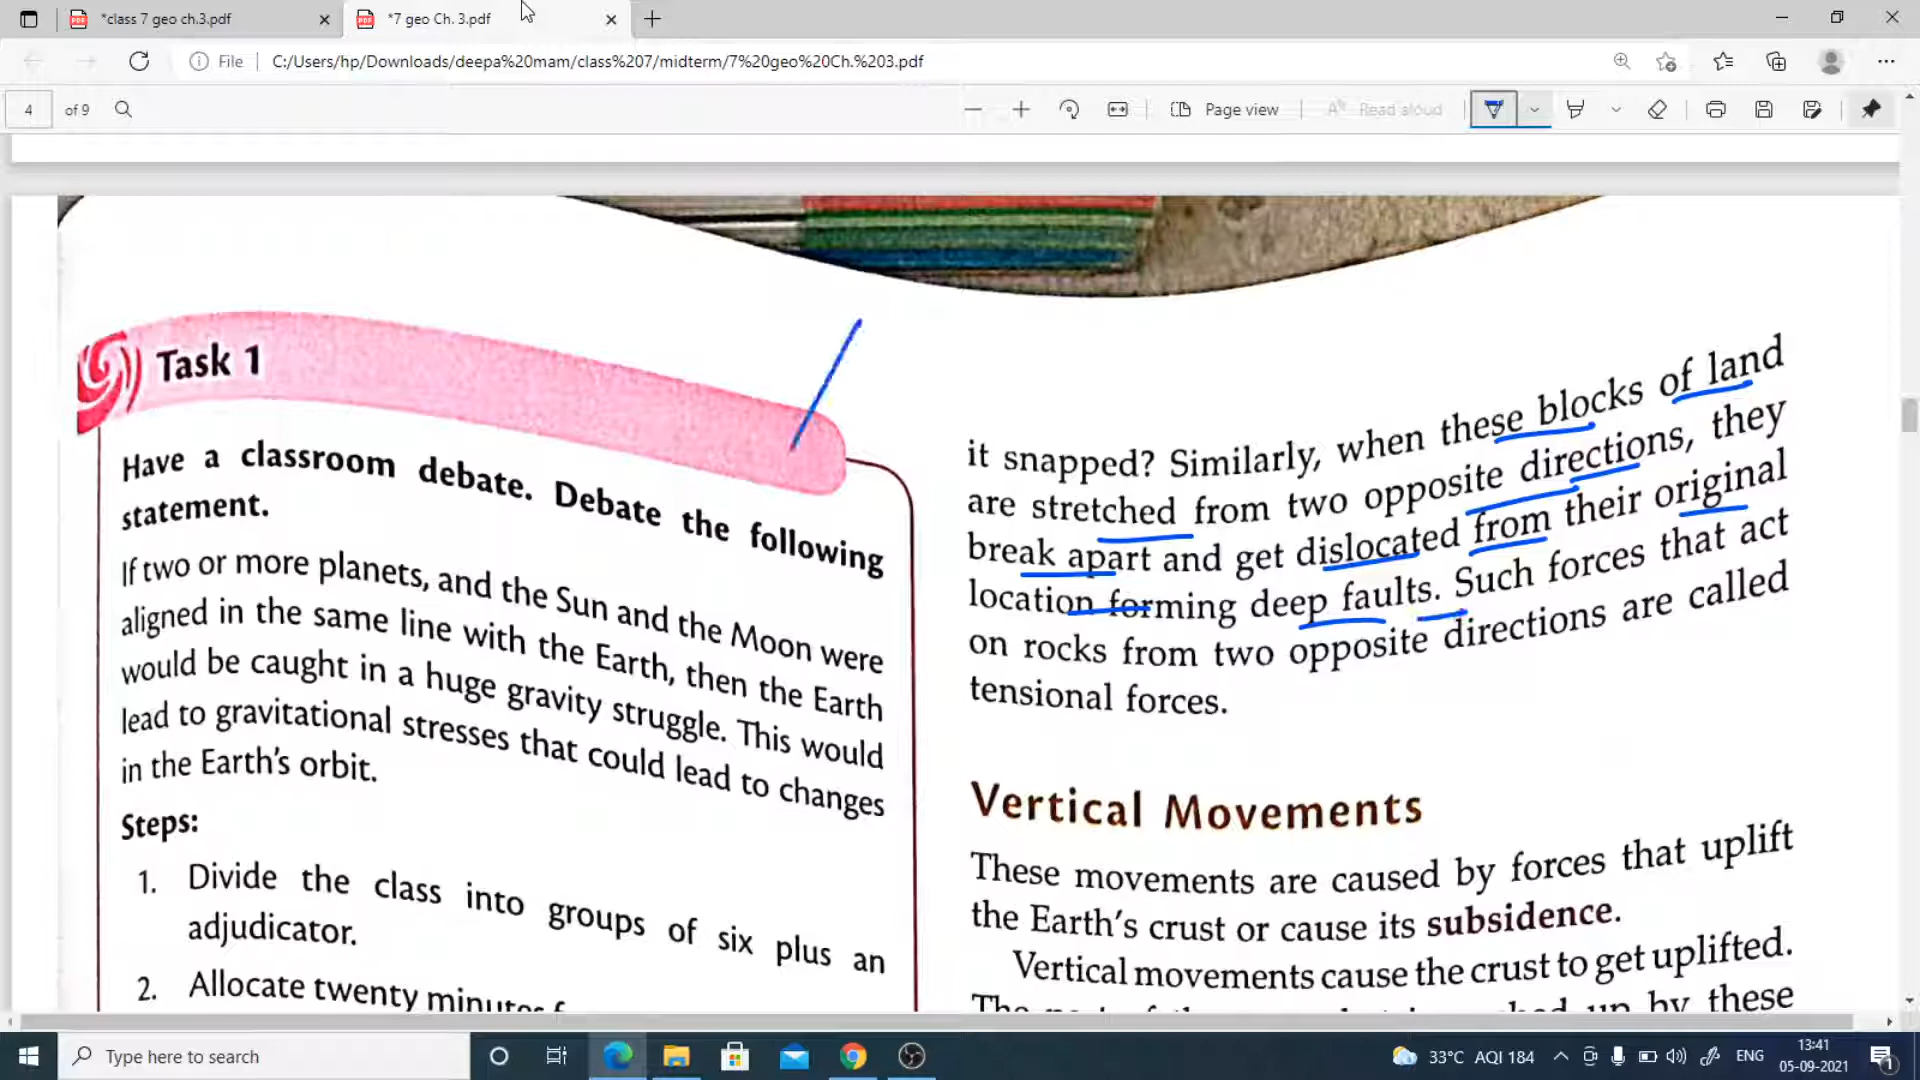 *class 7 geo ch.3.pdf
*7 geo Ch. 3.pdf
File
C:/Users/hp/Downloads/deepa%20mam/class%207/midterm/7%20geo%20Ch.%203.pdf
4 of 9
Page view
Read aloud
Task 1
Have a classroom debate. Debate the following
statement.
If two or more planets, and the Sun and the Moon were
aligned in the same line with the Earth, then the Earth
would be caught in a huge gravity struggle. This would
lead to gravitational stresses that could lead to changes
in the Earth's orbit.
Steps:
1. Divide the class into groups of six plus an
adjudicator.
2. Allocate twenty minutes
it snapped? Similarly, when these blocks of land
are stretched from two opposite directions, they
break apart and get dislocated from their original
location forming deep faults. Such forces that act
on rocks from two opposite directions are called
tensional forces.
Vertical Movements
These movements are caused by forces that uplift
the Earth's crust or cause its subsidence.
Vertical movements cause the crust to get uplifted.
up by these
Type here to search
33°C AQI 184
ENG
13:41
05-09-2021
1